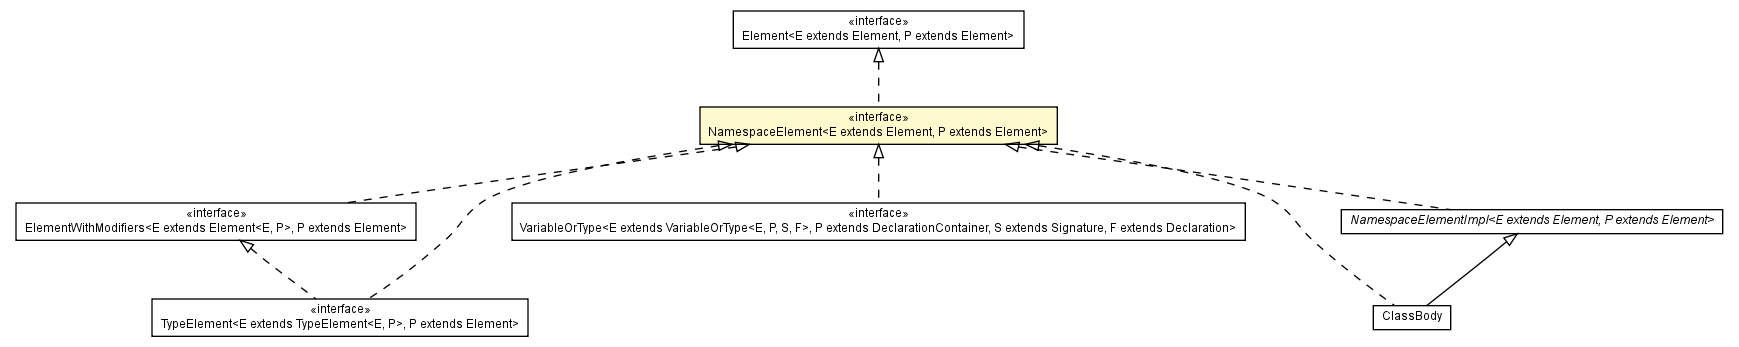 «interface»
Element<E extends Element, P extends Element>
«interface»
NamespaceElement<E extends Element, P extends Element>
«interface»
ElementWithModifiers<E extends Element<E, P>, P extends Element>
«interface»
VariableOrType<E extends VariableOrType<E, P, S, F>, P extends DeclarationContainer, S extends Signature, F extends Declaration>
NamespaceElementImpl<E extends Element, P extends Element>
«interface»
TypeElement<E extends TypeElement<E, P>, P extends Element>
ClassBody